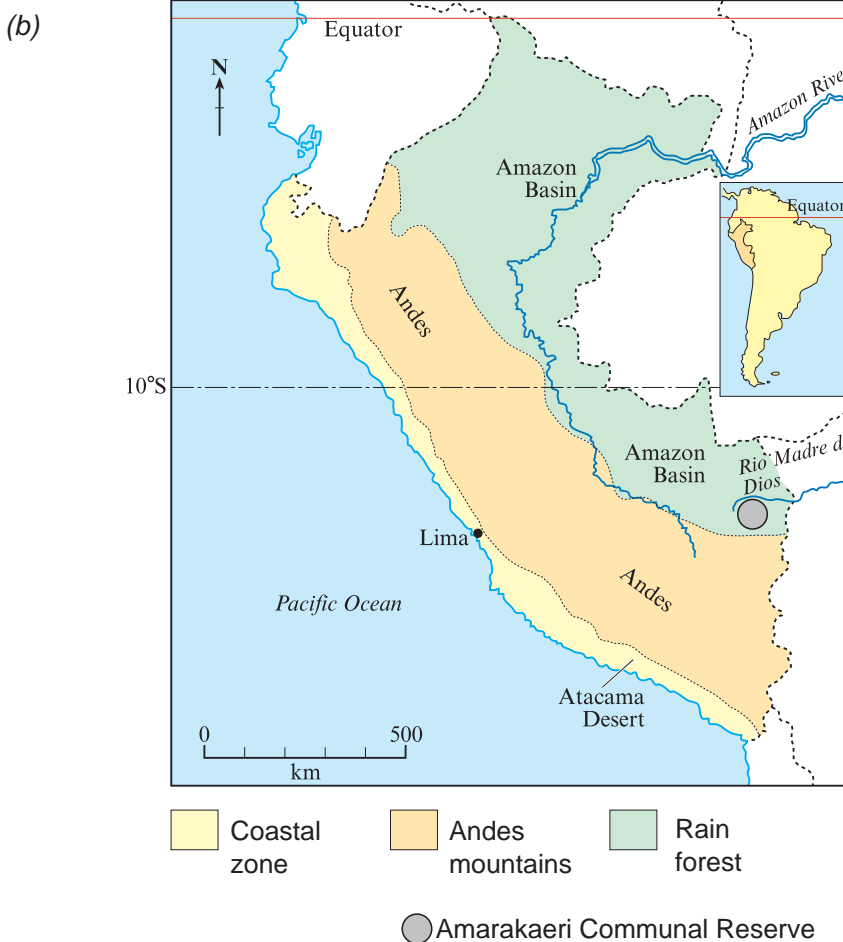 (b)
Equator
N
Amazon Rive
Amazon
Basin
Equator
Andes
10°S
Amazon
Basin
Rio Madre d
Dios
Lima
Andes
Pacific Ocean
Atacama
Desert
0 500
km
Coastal
zone
Andes
mountains
Rain
forest
Amarakaeri Communal Reserve